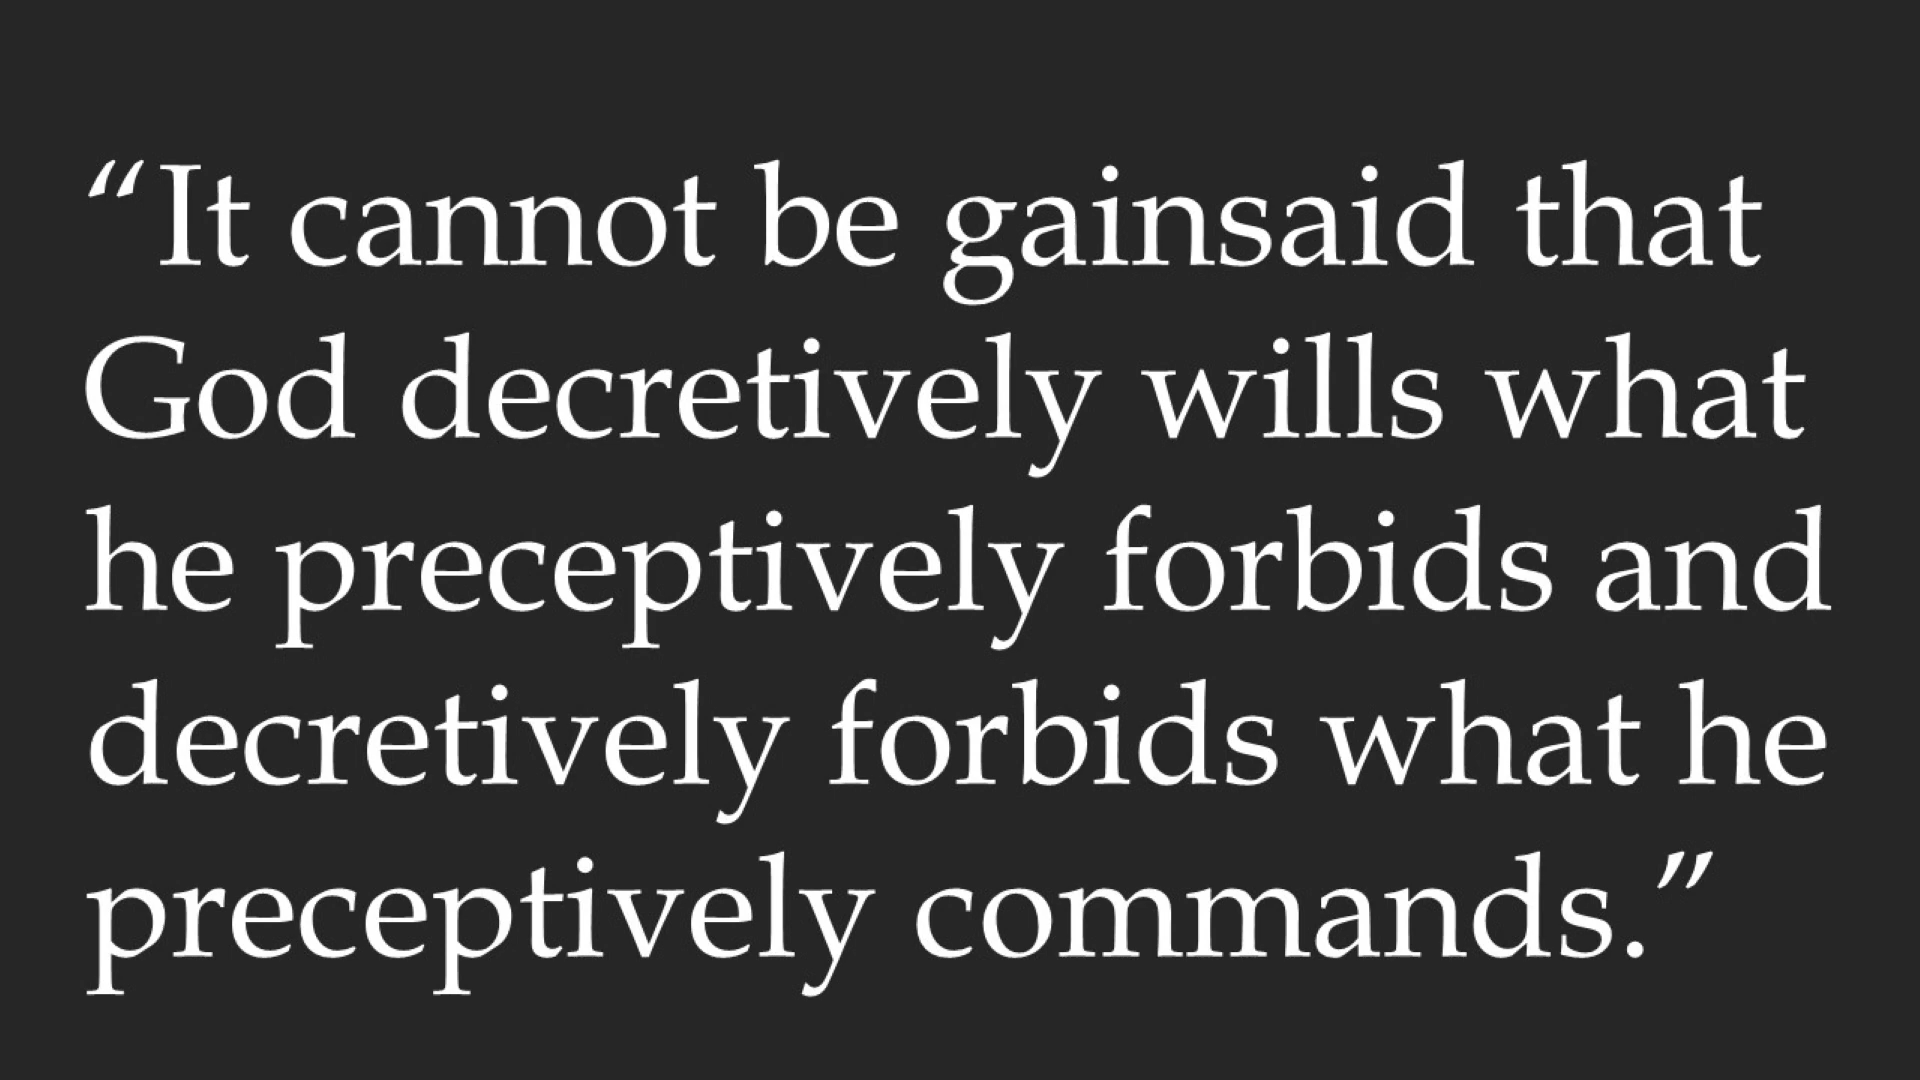 “It cannot be gainsaid that
God decretively wills what
he preceptively forbids and
decretively forbids what he
preceptively commands.”